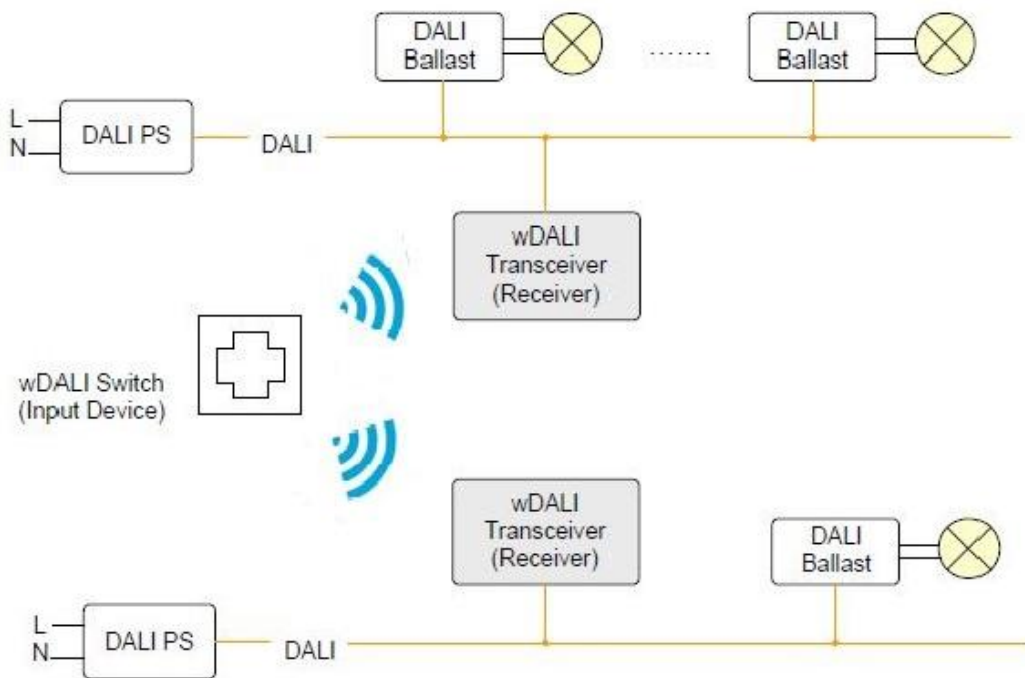 DALI
Ballast
........
DALI
Ballast
L
N
DALI PS
DALI
wDALI
Transceiver
(Receiver)
wDALI Switch
(Input Device)
wDALI
Transceiver
(Receiver)
DALI
Ballast
L
N
DALI PS
DALI